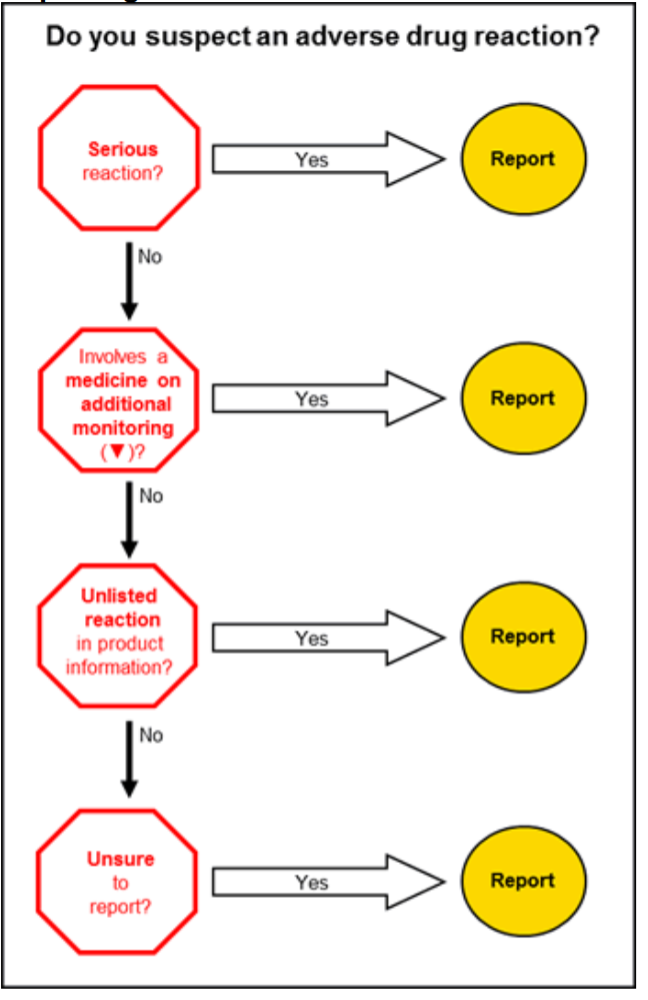 Do you suspect an adverse drug reaction?
Serious
reaction?
Yes
Report
No
Involves a
medicine on
additional
monitoring
(▼)?
Yes
Report
No
Unlisted
reaction
in product
information?
Yes
Report
No
Unsure
to
report?
Yes
Report